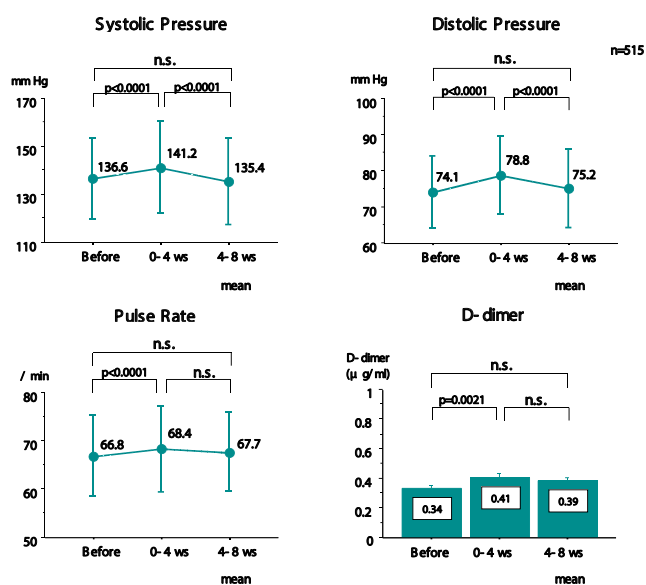 Systolic Pressure
n.s.
mm Hg
p<0.0001
p<0.0001
170
150
130
110
136.6
141.2
135.4
Before
0- 4 ws
4- 8 ws
mean
Distolic Pressure
n=515
n.s.
mm Hg
p<0.0001
p<0.0001
100
90
80
70
60
74.1
78.8
75.2
Before
0- 4 ws
4- 8 ws
mean
Pulse Rate
n.s.
/ min
p<0.0001
n.s.
80
70
60
50
66.8
68.4
67.7
Before
0- 4 ws
4- 8 ws
mean
D- dimer
D- dimer
(μ g/ ml)
n.s.
p=0.0021
n.s.
1
0.8
0.6
0.4
0.2
0
0.34
0.41
0.39
Before
0- 4 ws
4- 8 ws
mean